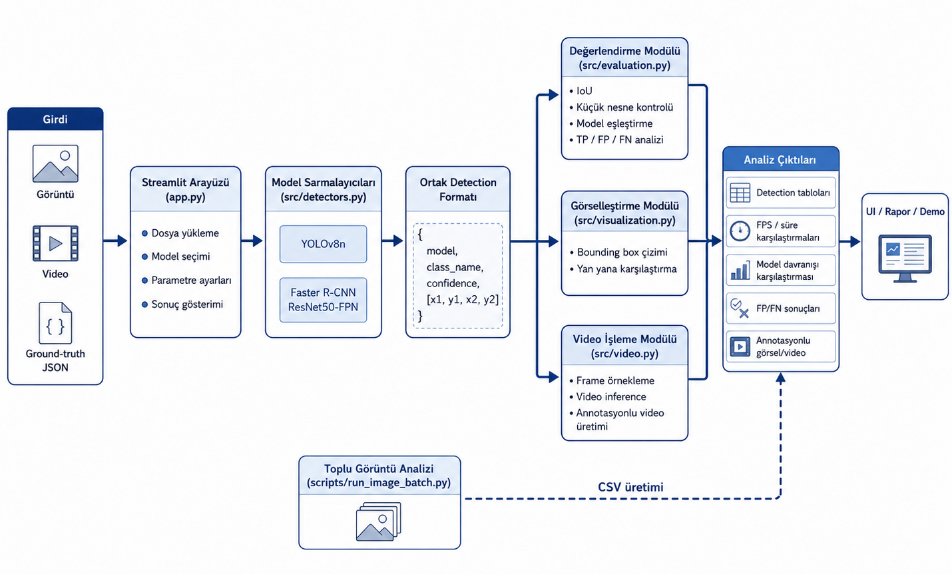 Girdi
Görüntü
Video
Ground-truth
JSON
Streamlit Arayüzü
(app.py)
Dosya yükleme
Model seçimi
Parametre ayarları
Sonuç gösterimi
Model Sarmalayıcıları
(src/detectors.py)
YOLOv8n
Faster R-CNN
ResNet50-FPN
Ortak Detection
Formatı
{
model,
class_name,
confidence,
[x1, y1, x2, y2]
}
Değerlendirme Modülü
(src/evaluation.py)
• IoU
• Küçük nesne kontrolü
• Model eşleştirme
• TP / FP / FN analizi
Görselleştirme Modülü
(src/visualization.py)
• Bounding box çizimi
• Yan yana karşılaştırma
Video İşleme Modülü
(src/video.py)
• Frame örnekleme
• Video inference
• Annotasyonlu video
üretimi
Analiz Çıktıları
Detection tabloları
FPS / süre
karşılaştırmaları
Model davranışı
karşılaştırması
FP/FN sonuçları
Annotasyonlu
görsel/video
UI / Rapor / Demo
Toplu Görüntü Analizi
(scripts/run_image_batch.py)
CSV üretimi